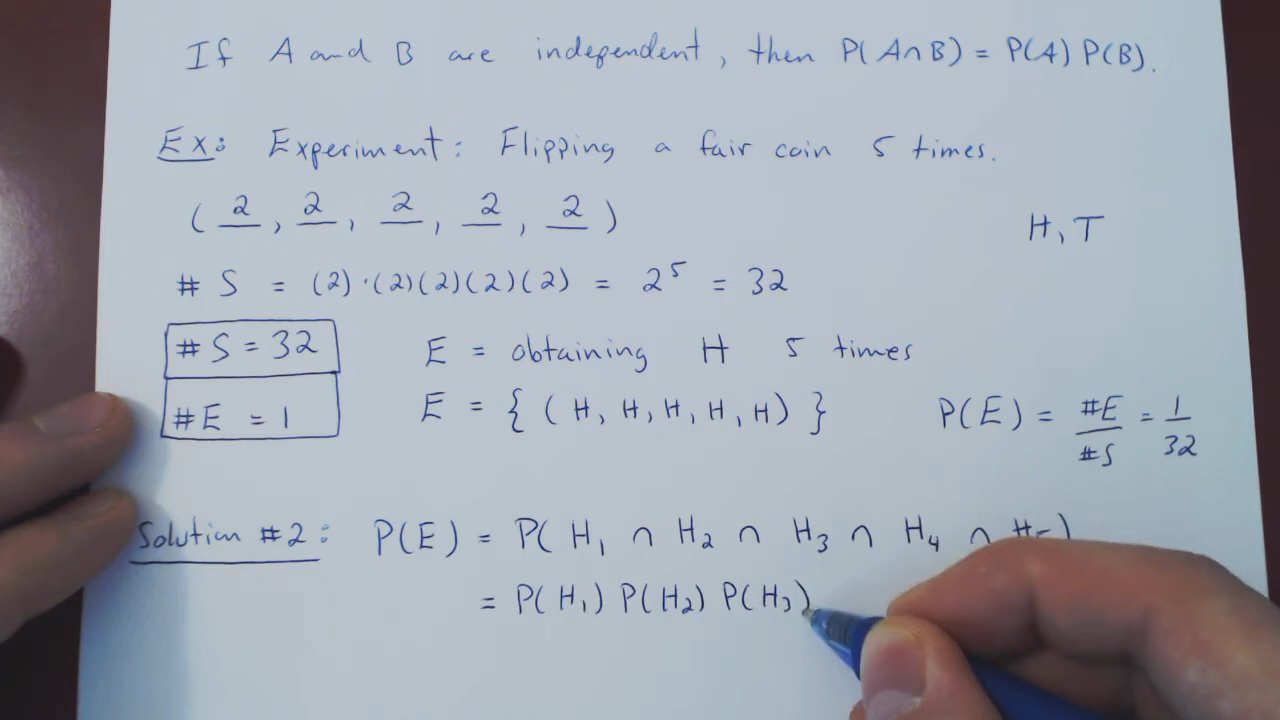 If A and B are independent, then P(A∩B) = P(A) P(B).
Ex: Experiment: Flipping a fair coin 5 times.
( 2 , 2 , 2 , 2 , 2 )
H, T
# S = (2)·(2)(2)(2)(2) = 2⁵ = 32
#S = 32
E = obtaining H 5 times
#E = 1
E = { (H, H, H, H, H) }
P(E) = #E/#S = 1/32
Solution #2: P(E) = P( H₁ ∩ H₂ ∩ H₃ ∩ H₄ ∩ H₅)
= P(H₁) P(H₂) P(H₃)